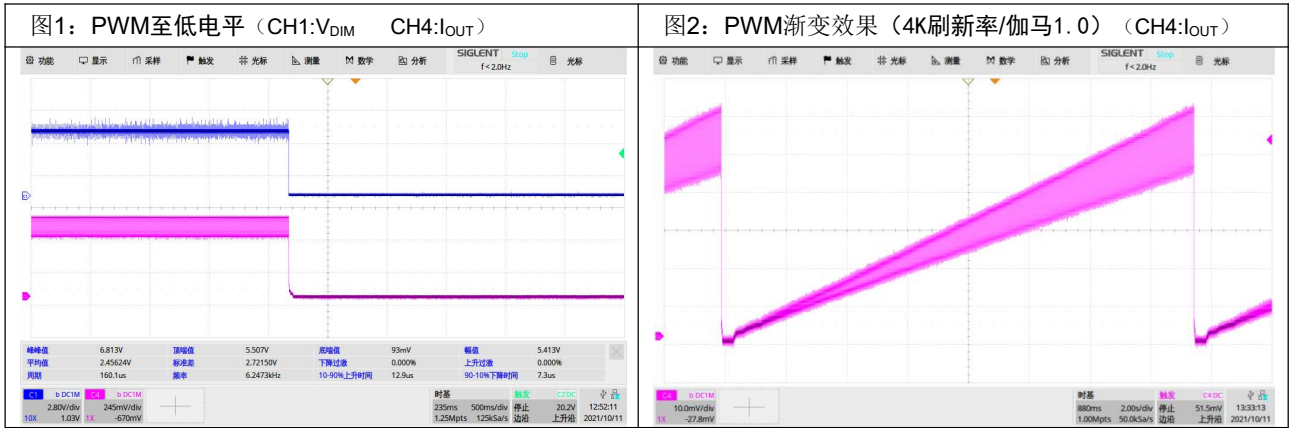 图1：PWM至低电平（CH1:VDIM CH4:IOUT）
功能 显示 采样 触发 光标 测量 数学 分析 SIGLENT Stop f < 2.0Hz 光标
峰峰值 6.813V 顶端值 5.507V 底端值 93mV 幅值 5.413V
平均值 2.45624V 标准差 2.72150V 下降过激 0.000% 上升过激 0.000%
周期 160.1us 频率 6.2473kHz 10-90%上升时间 12.9us 90-10%下降时间 7.3us
C1 b DC1M C4 b DC1M 时基 触发 C2 DC
2.80V/div 245mV/div 235ms 500ms/div 停止 20.2V 12:52:11
10X 1.03V 1X -670mV 1.25Mpts 125kSa/s 边沿 上升沿 2021/10/11
图2：PWM渐变效果（4K刷新率/伽马1.0）（CH4:IOUT）
功能 显示 采样 触发 光标 测量 数学 分析 SIGLENT Stop f < 2.0Hz 光标
C4 b DC1M 时基 触发 C4 DC
10.0mV/div 880ms 2.00s/div 停止 51.5mV 13:33:13
1X -27.8mV 1.00Mpts 50.0kSa/s 边沿 上升沿 2021/10/11